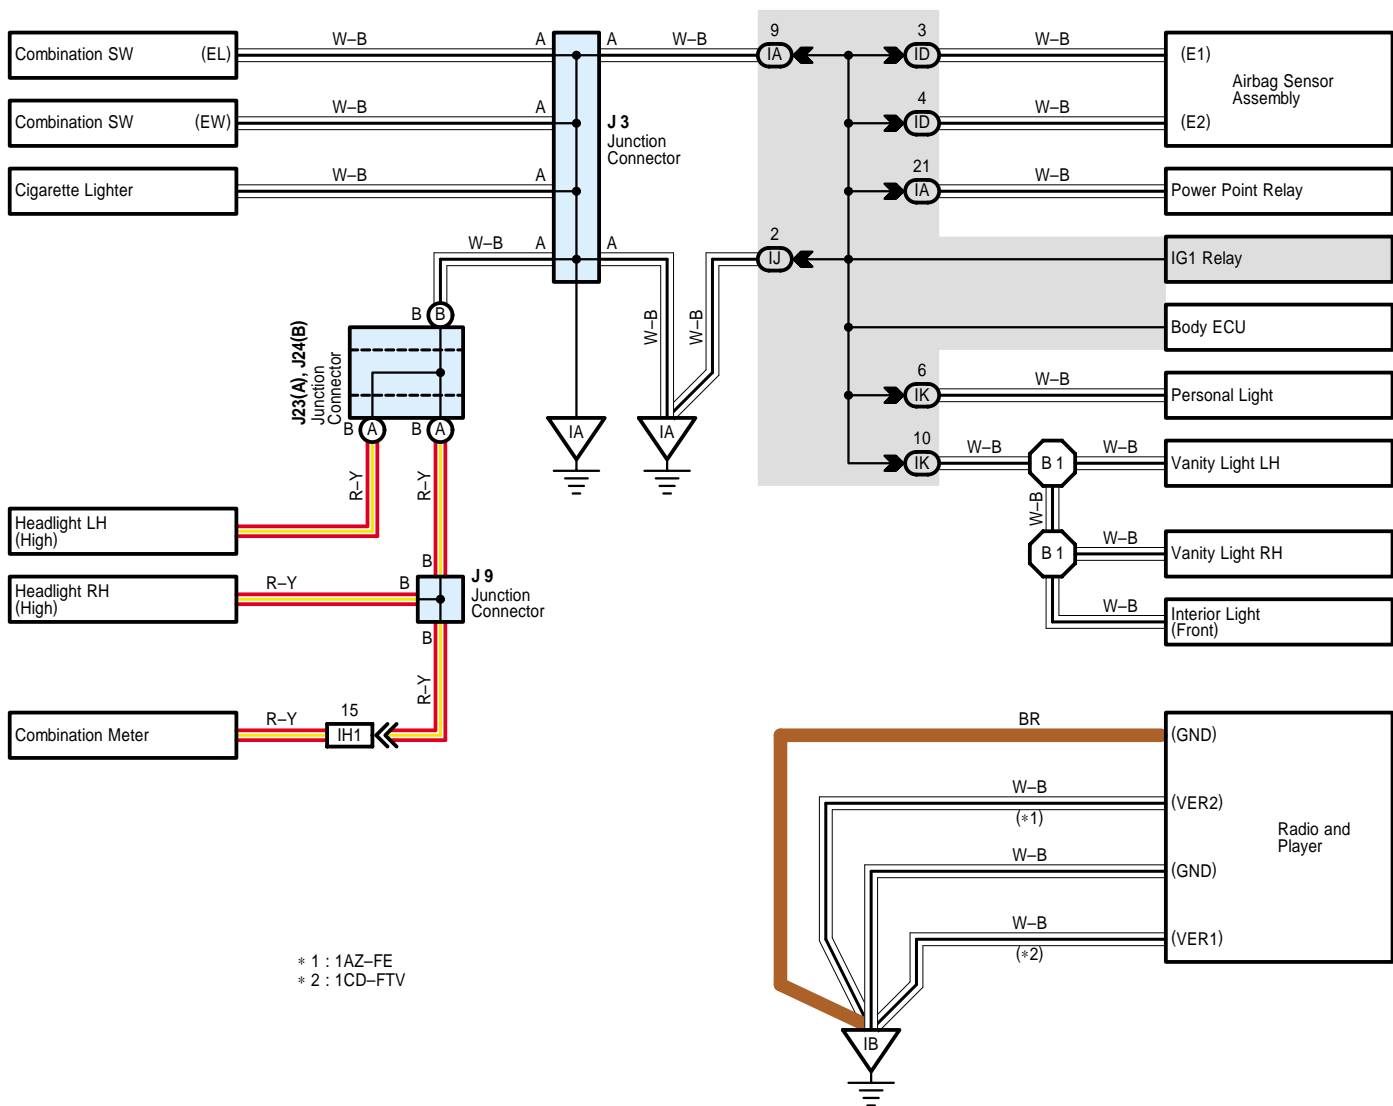 Combination SW (EL)
W–B
A
A
W–B
9
IA
3
ID
W–B
(E1)
Airbag Sensor
Assembly
Combination SW (EW)
W–B
A
J 3
Junction
Connector
4
ID
W–B
(E2)
Cigarette Lighter
W–B
A
21
IA
W–B
Power Point Relay
W–B
A
A
2
IJ
IG1 Relay
W–B
W–B
B
B
Body ECU
J23(A), J24(B)
Junction
Connector
6
IK
W–B
Personal Light
B
A
B
A
IA
IA
10
IK
W–B
B 1
W–B
Vanity Light LH
R–Y
R–Y
W–B
Headlight LH
(High)
B 1
W–B
Vanity Light RH
B
J 9
Junction
Connector
Headlight RH
(High)
R–Y
B
W–B
Interior Light
(Front)
B
R–Y
Combination Meter
R–Y
15
IH1
BR
(GND)
W–B
(∗1)
(VER2)
Radio and
Player
W–B
(GND)
W–B
(∗2)
(VER1)
∗ 1 : 1AZ–FE
∗ 2 : 1CD–FTV
IB